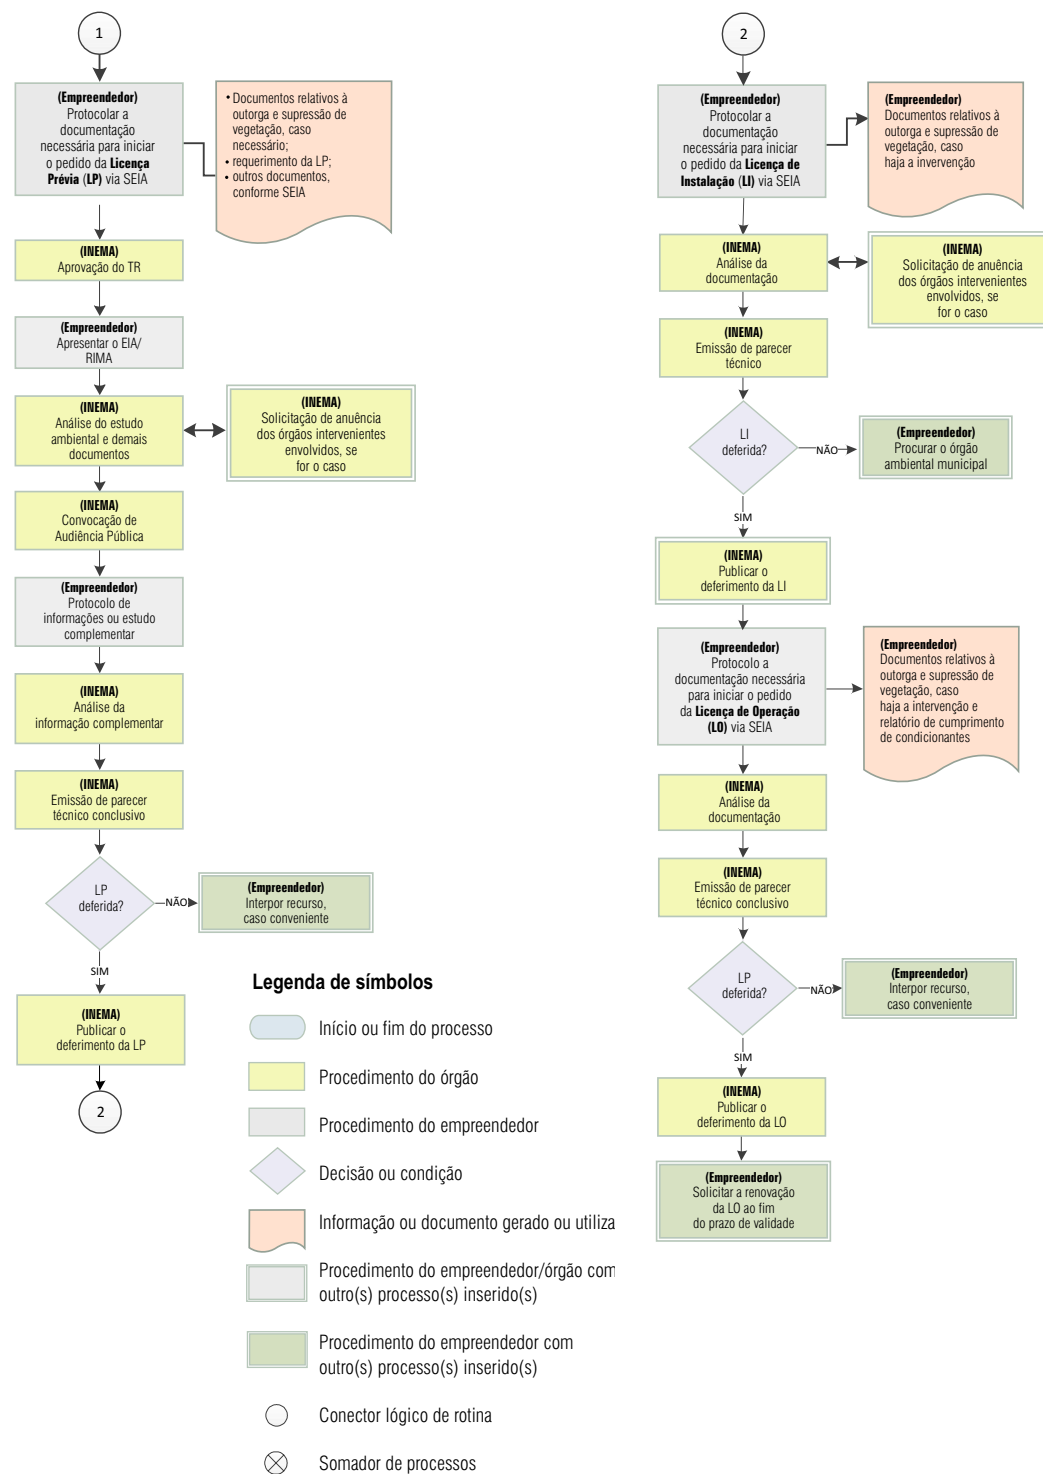 1
(Empreendedor)
Protocolar a
documentação
necessária para iniciar
o pedido da Licença
Prévia (LP) via SEIA
• Documentos relativos à
outorga e supressão de
vegetação, caso
necessário;
• requerimento da LP;
• outros documentos,
conforme SEIA
(INEMA)
Aprovação do TR
(Empreendedor)
Apresentar o EIA/
RIMA
(INEMA)
Análise do estudo
ambiental e demais
documentos
(INEMA)
Solicitação de anuência
dos órgãos intervenientes
envolvidos, se
for o caso
(INEMA)
Convocação de
Audiência Pública
(Empreendedor)
Protocolo de
informações ou estudo
complementar
(INEMA)
Análise da
informação complementar
(INEMA)
Emissão de parecer
técnico conclusivo
LP
deferida?
NÃO
(Empreendedor)
Interpor recurso,
caso conveniente
SIM
(INEMA)
Publicar o
deferimento da LP
2
2
(Empreendedor)
Protocolar a
documentação
necessária para iniciar
o pedido da Licença de
Instalação (LI) via SEIA
(Empreendedor)
Documentos relativos à
outorga e supressão de
vegetação, caso
haja a invervenção
(INEMA)
Análise da
documentação
(INEMA)
Solicitação de anuência
dos órgãos intervenientes
envolvidos, se
for o caso
(INEMA)
Emissão de parecer
técnico
LI
deferida?
NÃO
(Empreendedor)
Procurar o órgão
ambiental municipal
SIM
(INEMA)
Publicar o
deferimento da LI
(Empreendedor)
Protocolo a
documentação necessária
para iniciar o pedido
da Licença de Operação
(LO) via SEIA
(Empreendedor)
Documentos relativos à
outorga e supressão de
vegetação, caso
haja a intervenção e
relatório de cumprimento
de condicionantes
(INEMA)
Análise da
documentação
(INEMA)
Emissão de parecer
técnico conclusivo
LP
deferida?
NÃO
(Empreendedor)
Interpor recurso,
caso conveniente
SIM
(INEMA)
Publicar o
deferimento da LO
(Empreendedor)
Solicitar a renovação
da LO ao fim
do prazo de validade
Legenda de símbolos
Início ou fim do processo
Procedimento do órgão
Procedimento do empreendedor
Decisão ou condição
Informação ou documento gerado ou utiliza
Procedimento do empreendedor/órgão com
outro(s) processo(s) inserido(s)
Procedimento do empreendedor com
outro(s) processo(s) inserido(s)
Conector lógico de rotina
Somador de processos